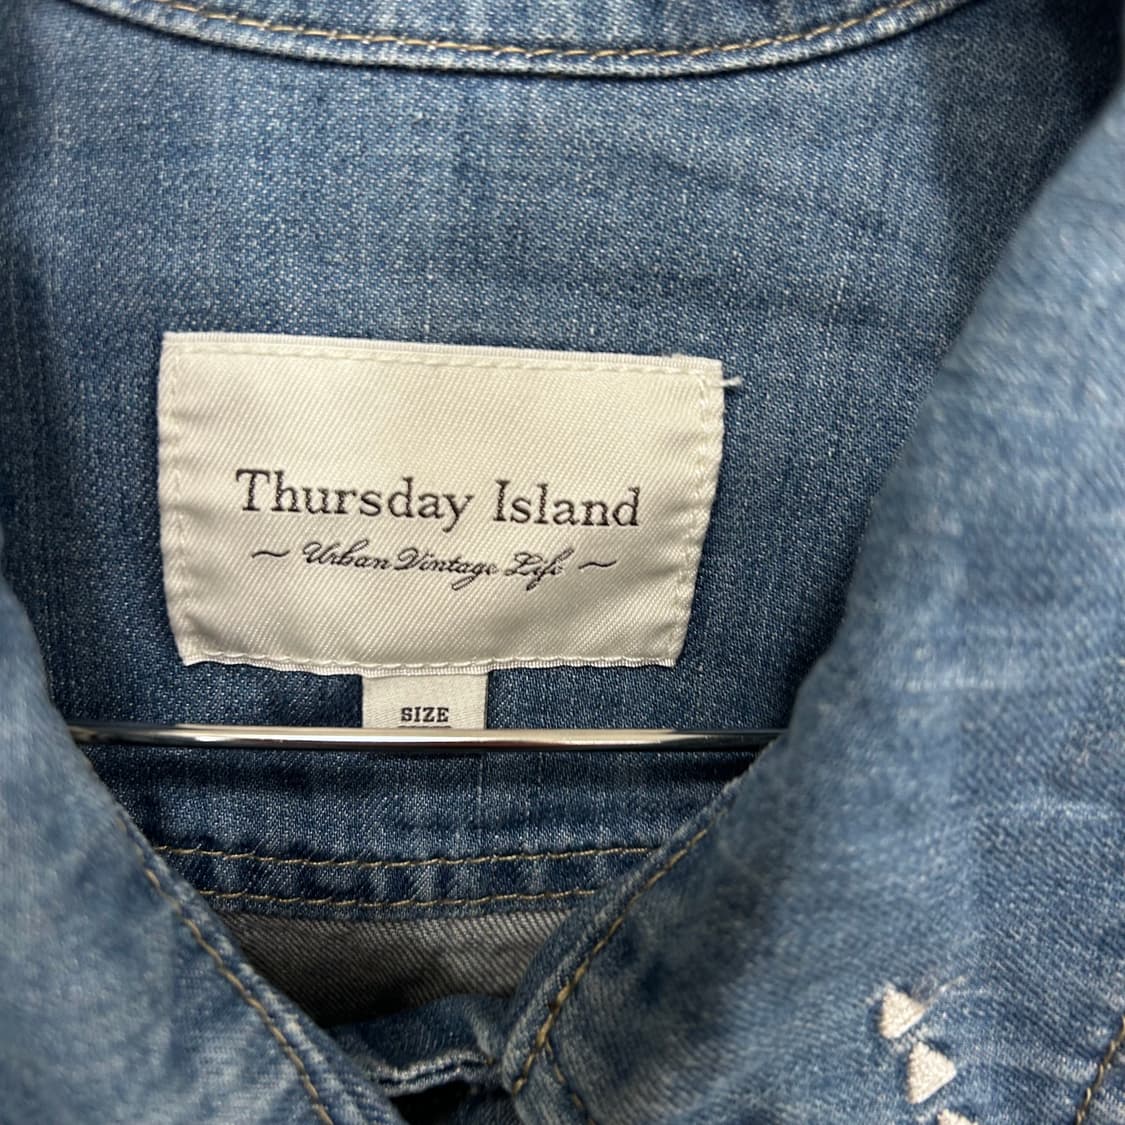 Thursday Island
~ Urban Vintage Life ~
SIZE